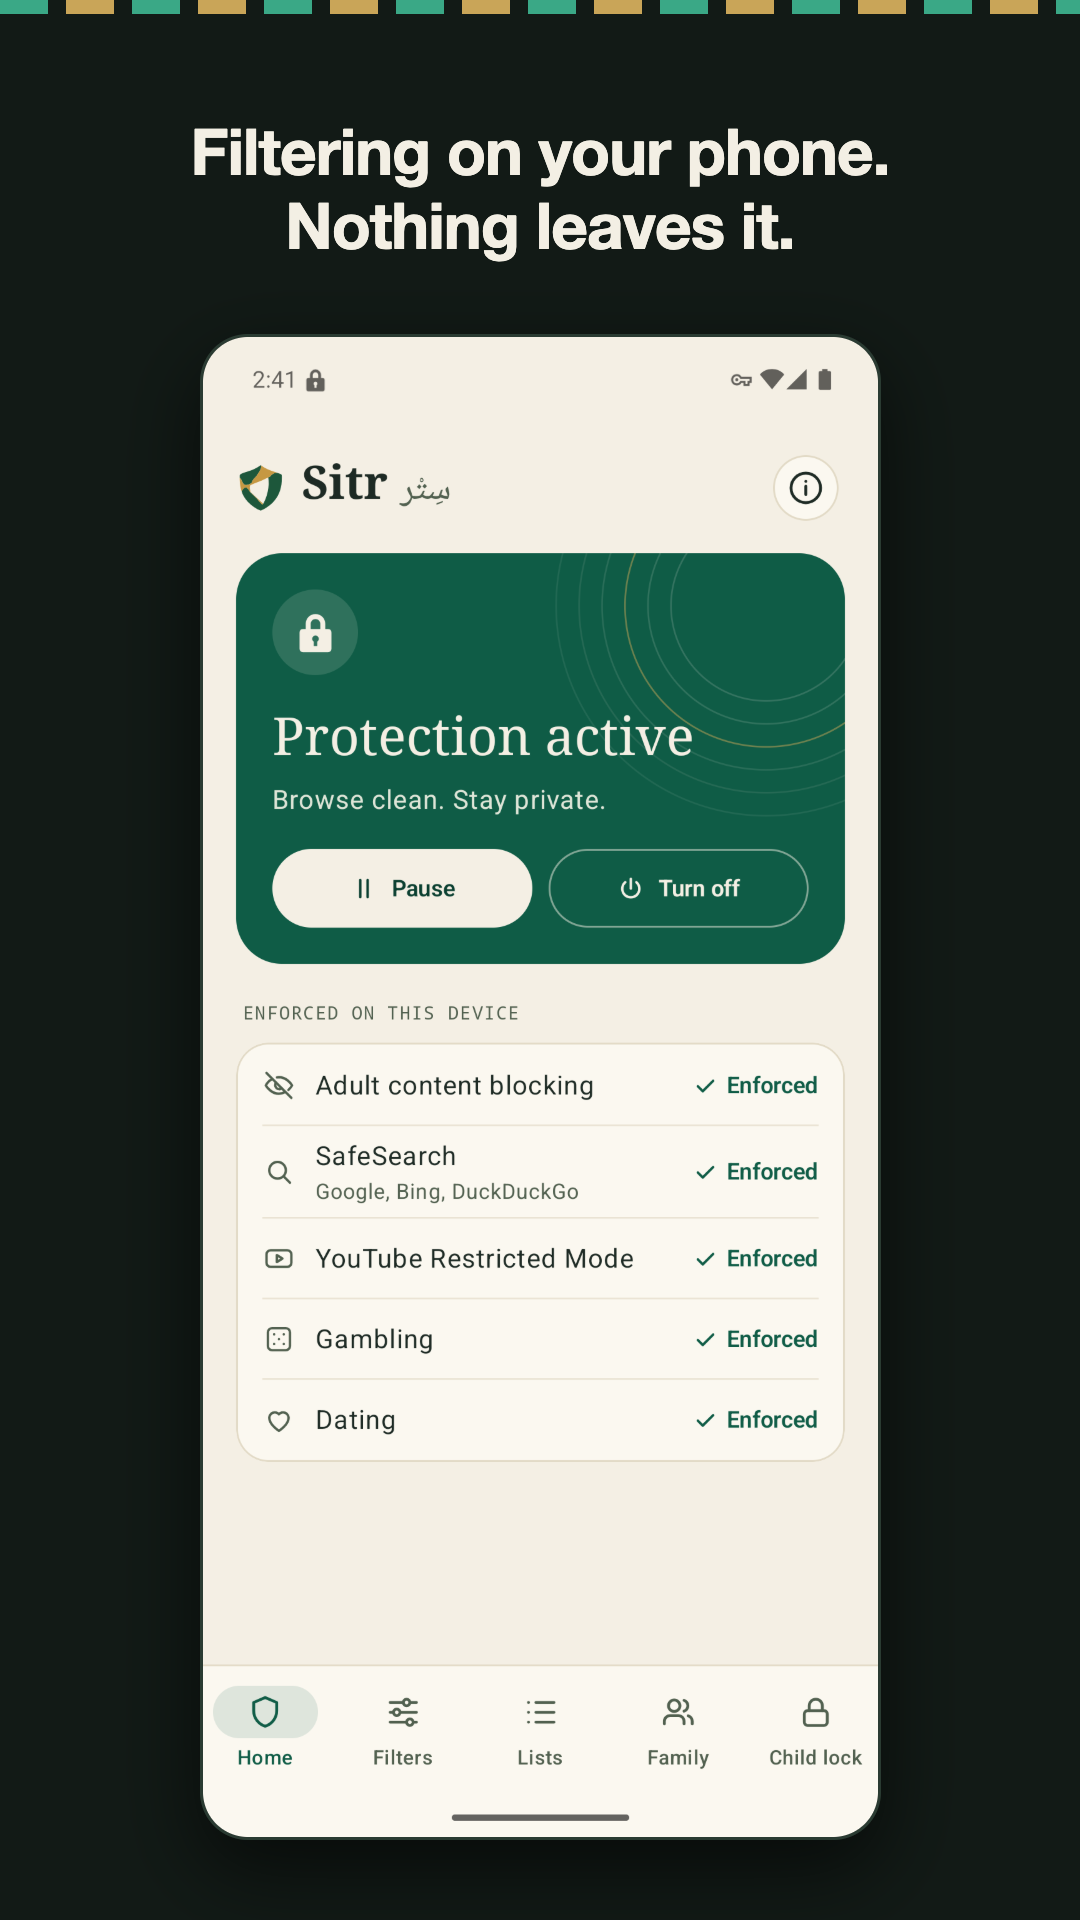 Filtering on your phone.
Nothing leaves it.
2:41
Sitr سِتْر
Protection active
Browse clean. Stay private.
Pause
Turn off
ENFORCED ON THIS DEVICE
Adult content blocking
Enforced
SafeSearch
Google, Bing, DuckDuckGo
Enforced
YouTube Restricted Mode
Enforced
Gambling
Enforced
Dating
Enforced
Home
Filters
Lists
Family
Child lock